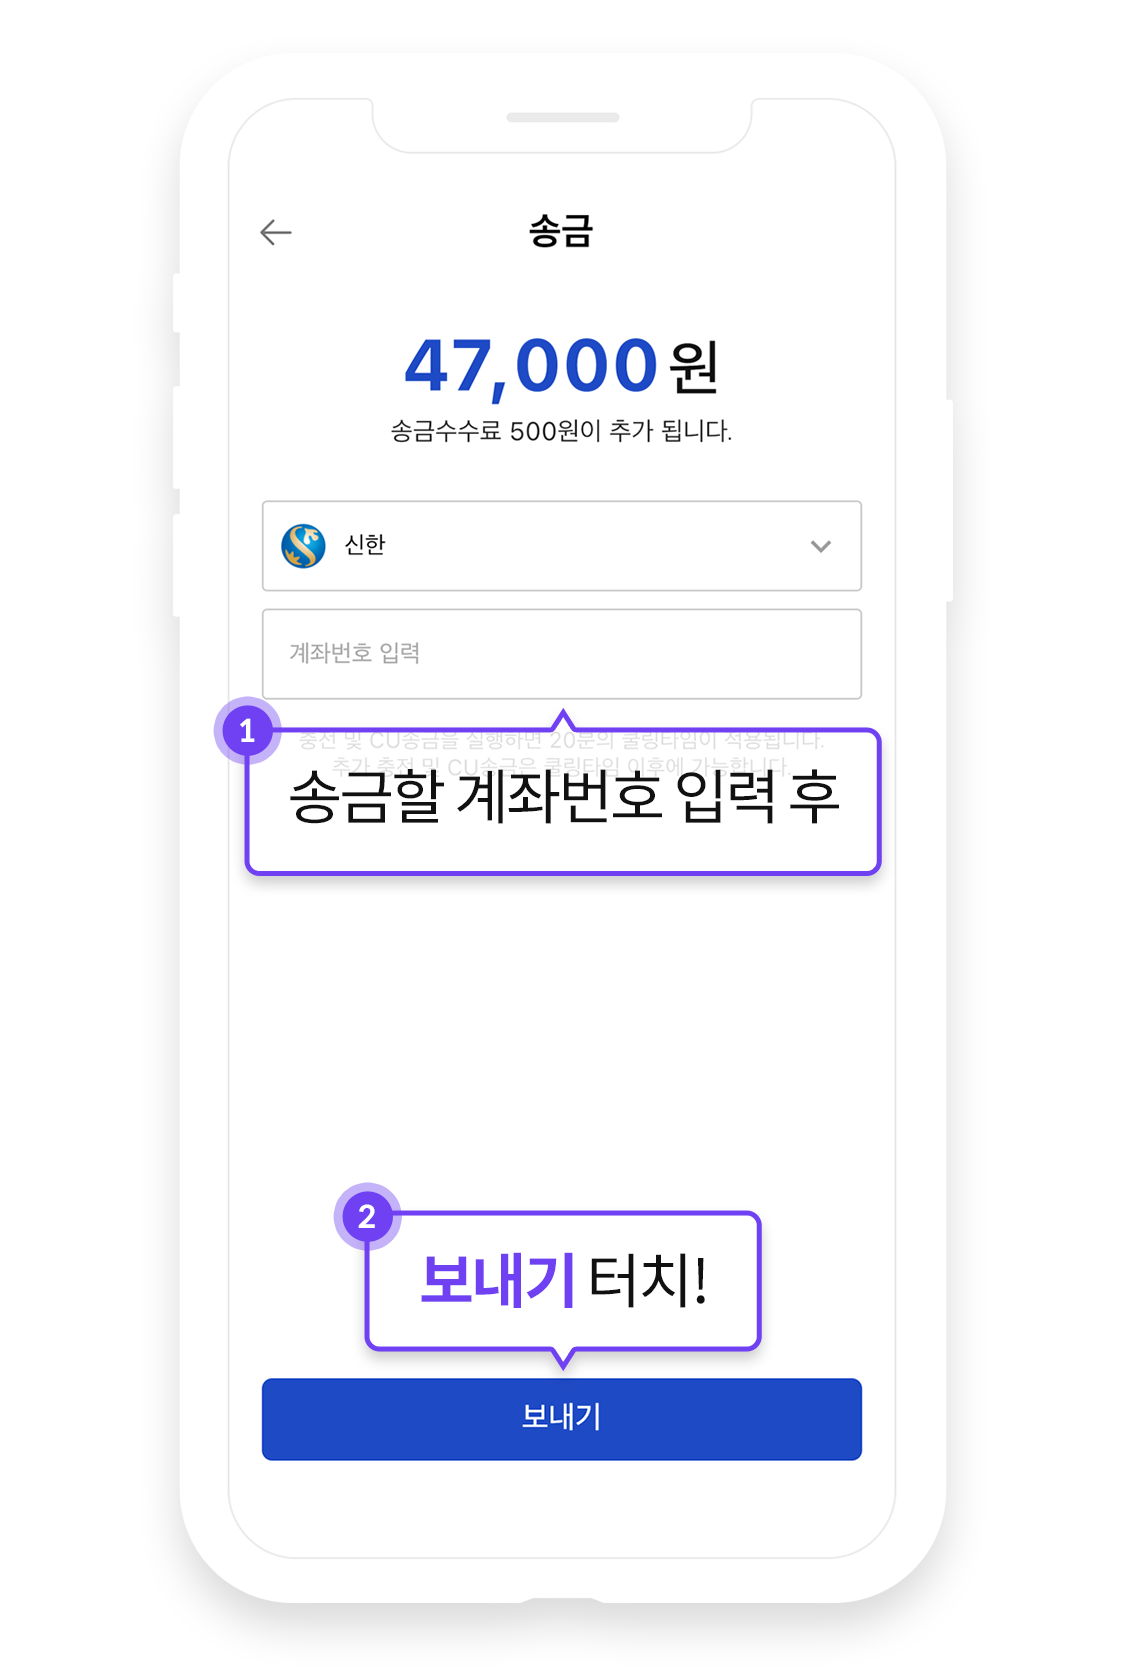 송금
47,000원
송금수수료 500원이 추가 됩니다.
신한
계좌번호 입력
1
충전 및 CU송금을 실행하면 20분의 쿨링타임이 적용됩니다.
추가 충전 및 CU송금은 쿨링타임 이후에 가능합니다.
송금할 계좌번호 입력 후
2
보내기 터치!
보내기